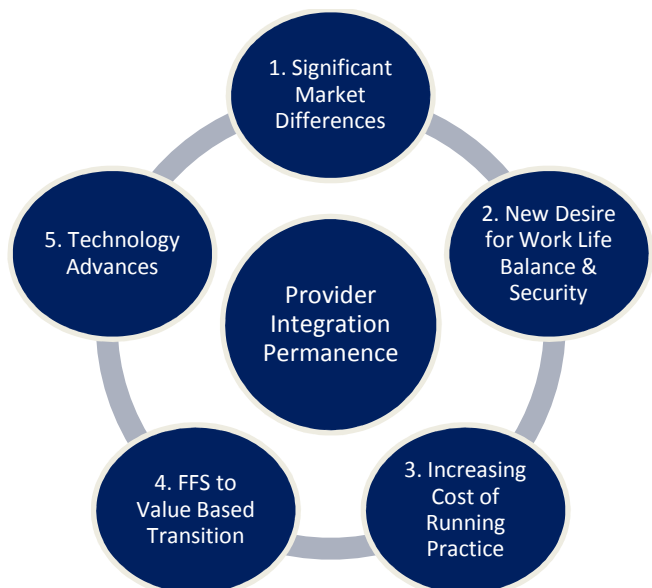 1. Significant
Market
Differences
2. New Desire
for Work Life
Balance &
Security
3. Increasing
Cost of
Running
Practice
4. FFS to
Value Based
Transition
5. Technology
Advances
Provider
Integration
Permanence